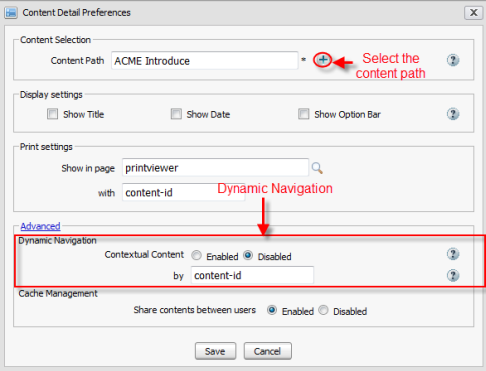 Content Detail Preferences
Content Selection
Content Path ACME Introduce * Select the content path
Display settings
Show Title Show Date Show Option Bar
Print settings
Show in page printviewer
with content-id Dynamic Navigation
Advanced
Dynamic Navigation
Contextual Content Enabled Disabled
by content-id
Cache Management
Share contents between users Enabled Disabled
Save Cancel